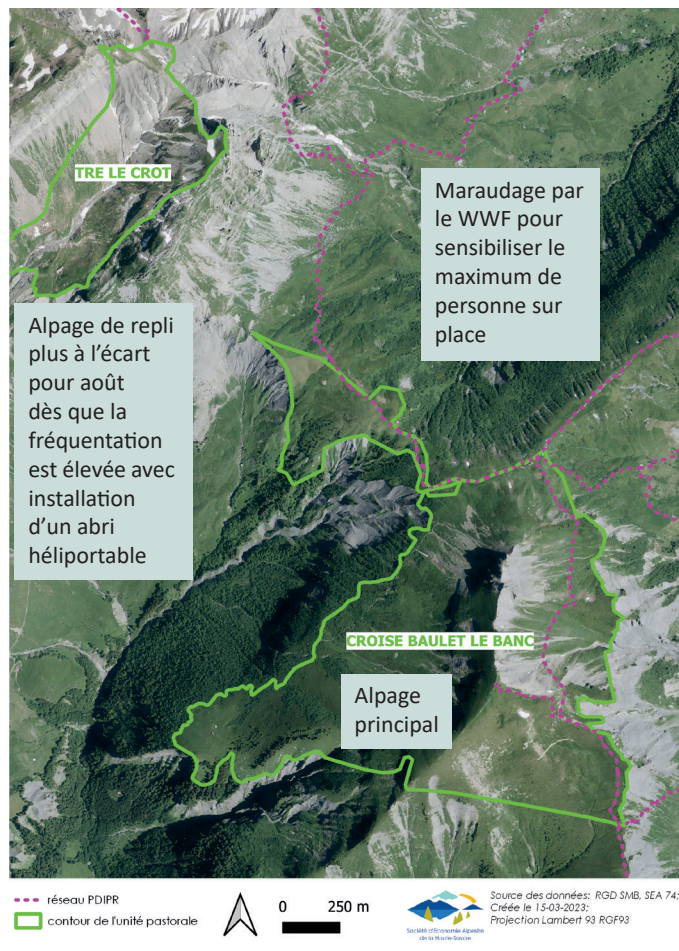 TRE LE CROT
Maraudage par
le WWF pour
sensibiliser le
maximum de
personne sur
place
Alpage de repli
plus à l'écart
pour août
dès que la
fréquentation
est élevée avec
installation
d'un abri
héliportable
CROISE BAULET LE BANC
Alpage
principal
réseau PDIPR
contour de l'unité pastorale
0 250 m
Société d'Economie Alpestre
de la Haute-Savoie
Source des données: RGD SMB, SEA 74;
Créée le 15-03-2023;
Projection Lambert 93 RGF93